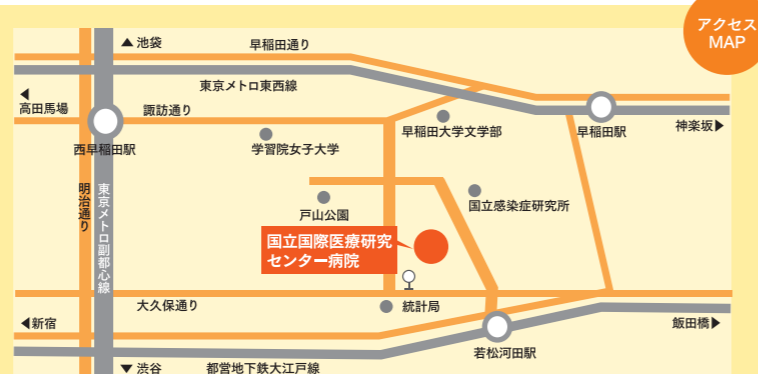 アクセス
MAP
▲池袋
早稲田通り
東京メトロ東西線
◀
高田馬場
諏訪通り
早稲田大学文学部
早稲田駅
神楽坂▶
西早稲田駅
学習院女子大学
明治通り
東京メトロ副都心線
国立感染症研究所
戸山公園
国立国際医療研究
センター病院
大久保通り
統計局
◀新宿
飯田橋▶
若松河田駅
▼渋谷
都営地下鉄大江戸線